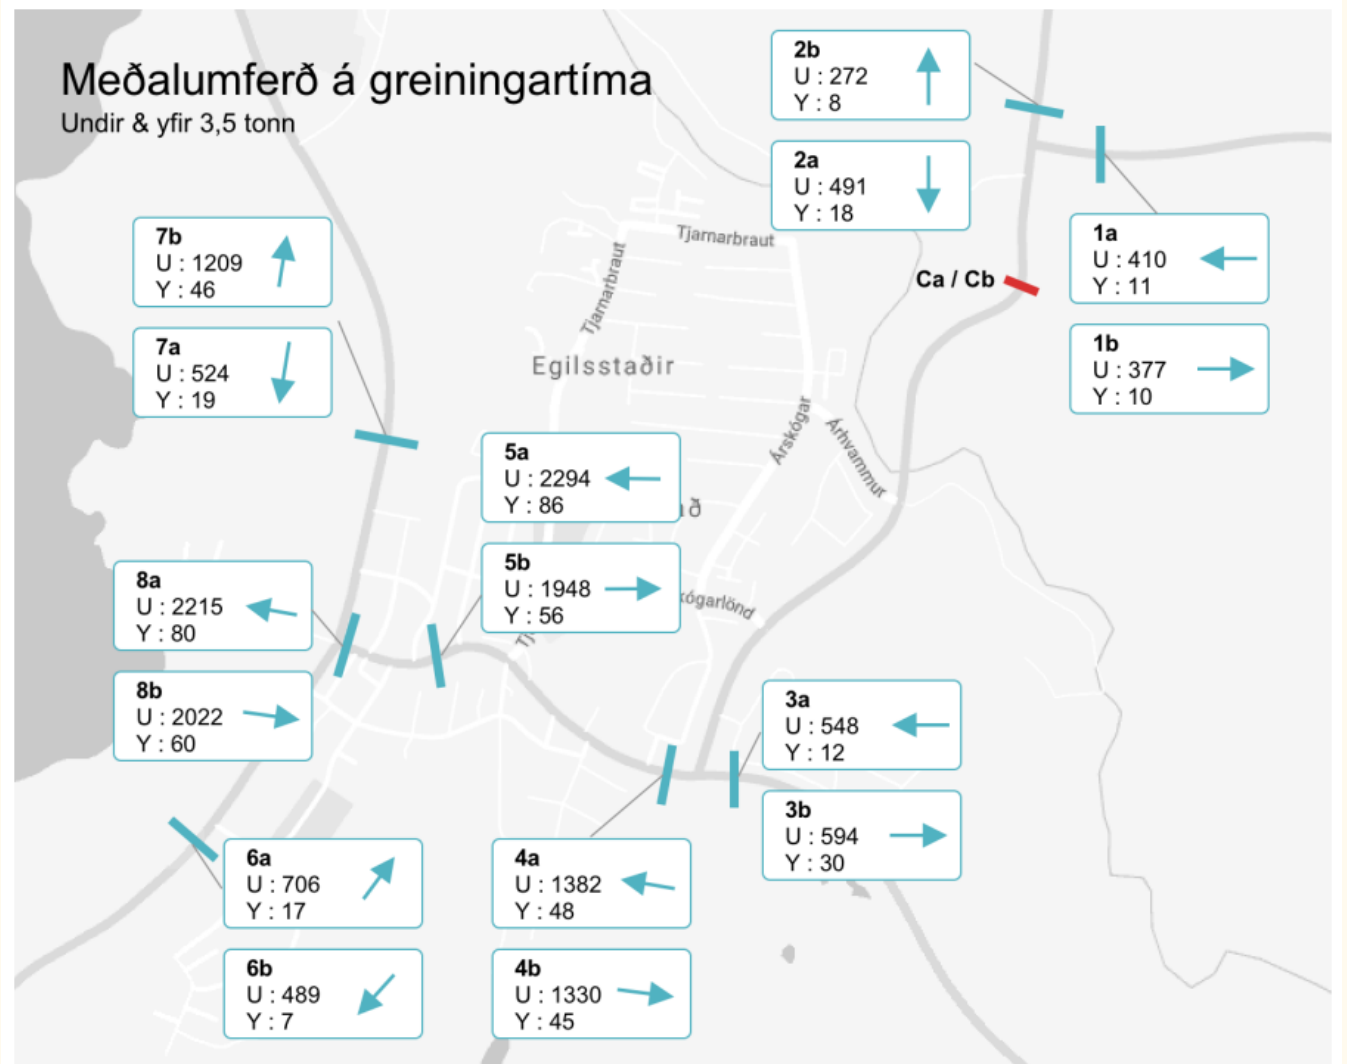 Meðalumferð á greiningartíma
Undir & yfir 3,5 tonn
2b
U : 272
Y : 8
2a
U : 491
Y : 18
1a
U : 410
Y : 11
1b
U : 377
Y : 10
Ca / Cb
7b
U : 1209
Y : 46
7a
U : 524
Y : 19
Tjarnarbraut
Tjarnarbraut
Egilsstaðir
Árskógar
Árhvammur
5a
U : 2294
Y : 86
5b
U : 1948
Y : 56
8a
U : 2215
Y : 80
8b
U : 2022
Y : 60
3a
U : 548
Y : 12
3b
U : 594
Y : 30
6a
U : 706
Y : 17
6b
U : 489
Y : 7
4a
U : 1382
Y : 48
4b
U : 1330
Y : 45